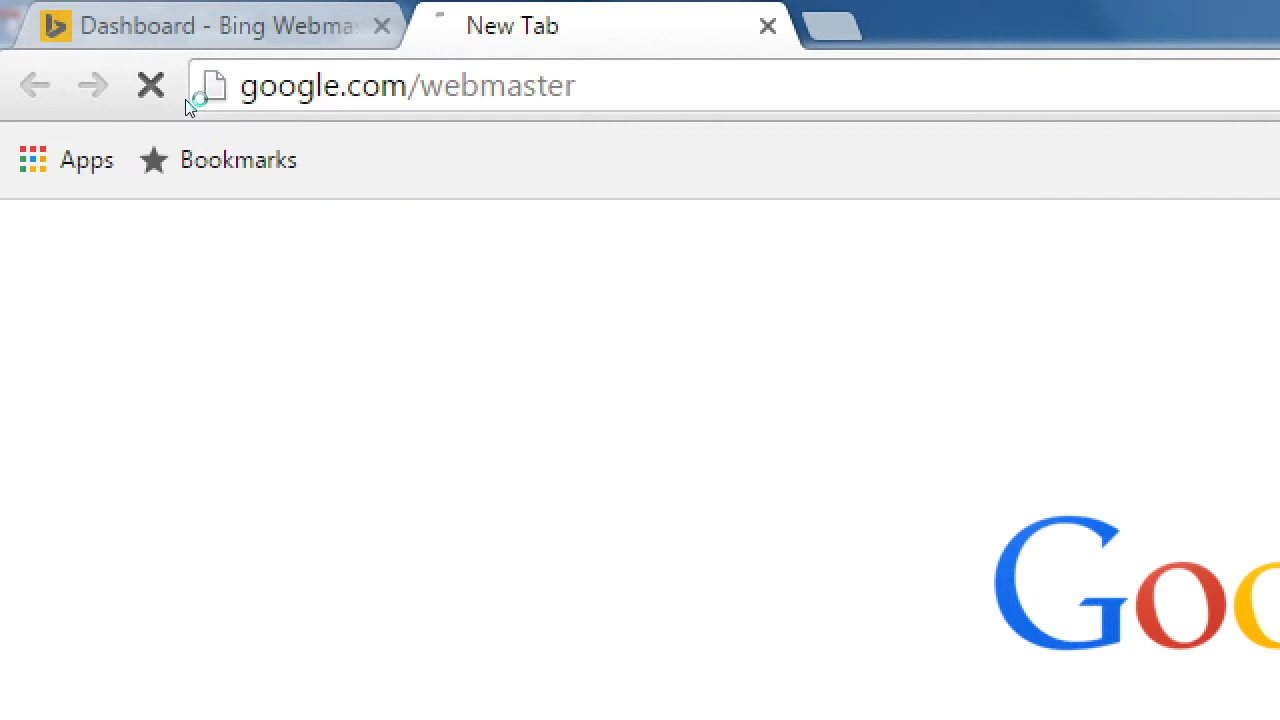 Dashboard - Bing Webma
New Tab
google.com/webmaster
Apps
Bookmarks
Goo